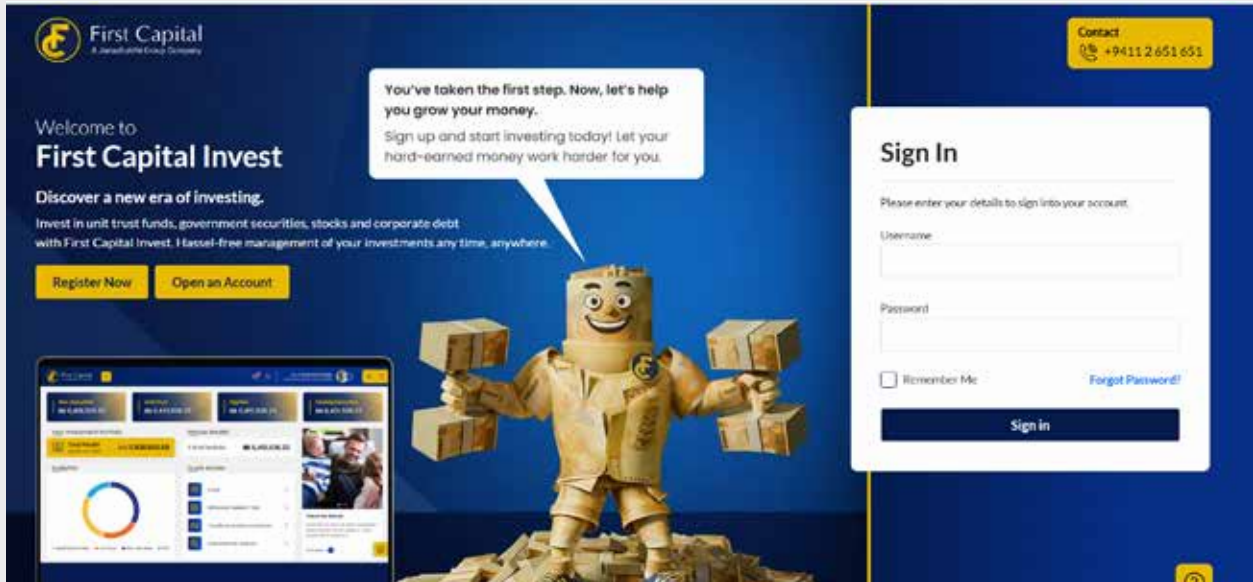 First Capital
A Janashakthi Group Company
Contact
+9411 2 651 651
You've taken the first step. Now, let's help
you grow your money.
Sign up and start investing today! Let your
hard-earned money work harder for you.
Welcome to
First Capital Invest
Discover a new era of investing.
Invest in unit trust funds, government securities, stocks and corporate debt
with First Capital Invest. Hassel-free management of your investments any time, anywhere.
Register Now
Open an Account
Sign In
Please enter your details to sign into your account
Username
Password
Remember Me
Forgot Password?
Sign in
First Capital